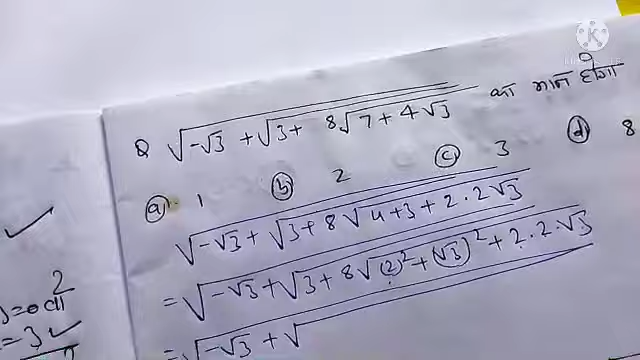 Q √-√3 + √3 + 8√7 + 4√3 का मान होगा
(a) 1 (b) 2 (c) 3 (d) 8
√-√3 + √3 + 8√4 + 3 + 2 . 2√3
= √-√3 + √3 + 8√(2)² + (√3)² + 2 . 2 . √3
= √-√3 + √